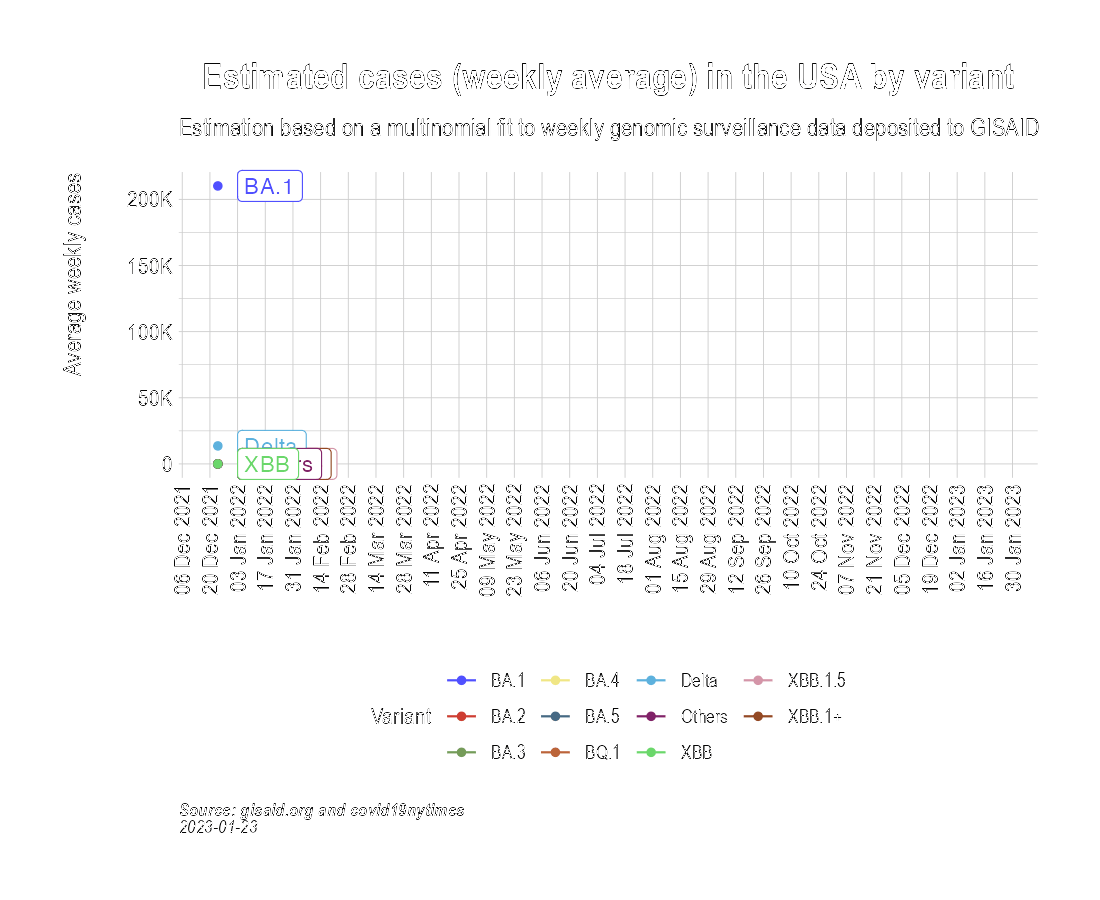 Estimated cases (weekly average) in the USA by variant
Estimation based on a multinomial fit to weekly genomic surveillance data deposited to GISAID
Average weekly cases
200K
150K
100K
50K
0
BA.1
Delta
XBB
rs
06 Dec 2021
20 Dec 2021
03 Jan 2022
17 Jan 2022
31 Jan 2022
14 Feb 2022
28 Feb 2022
14 Mar 2022
28 Mar 2022
11 Apr 2022
25 Apr 2022
09 May 2022
23 May 2022
06 Jun 2022
20 Jun 2022
04 Jul 2022
18 Jul 2022
01 Aug 2022
15 Aug 2022
29 Aug 2022
12 Sep 2022
26 Sep 2022
10 Oct 2022
24 Oct 2022
07 Nov 2022
21 Nov 2022
05 Dec 2022
19 Dec 2022
02 Jan 2023
16 Jan 2023
30 Jan 2023
Variant
BA.1 BA.4 Delta XBB.1.5
BA.2 BA.5 Others XBB.1+
BA.3 BQ.1 XBB
Source: gisaid.org and covid19nytimes
2023-01-23